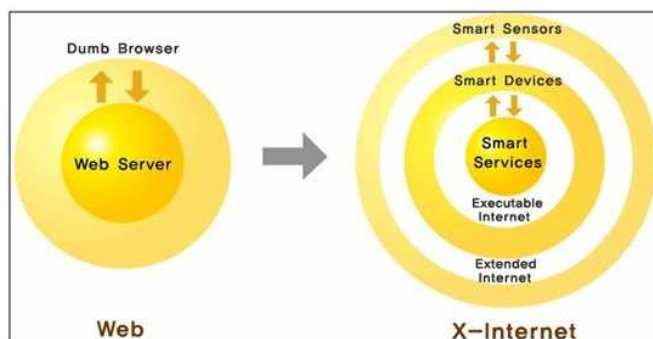 Dumb Browser
Web Server
Web
Smart Sensors
Smart Devices
Smart
Services
Executable
Internet
Extended
Internet
X-Internet